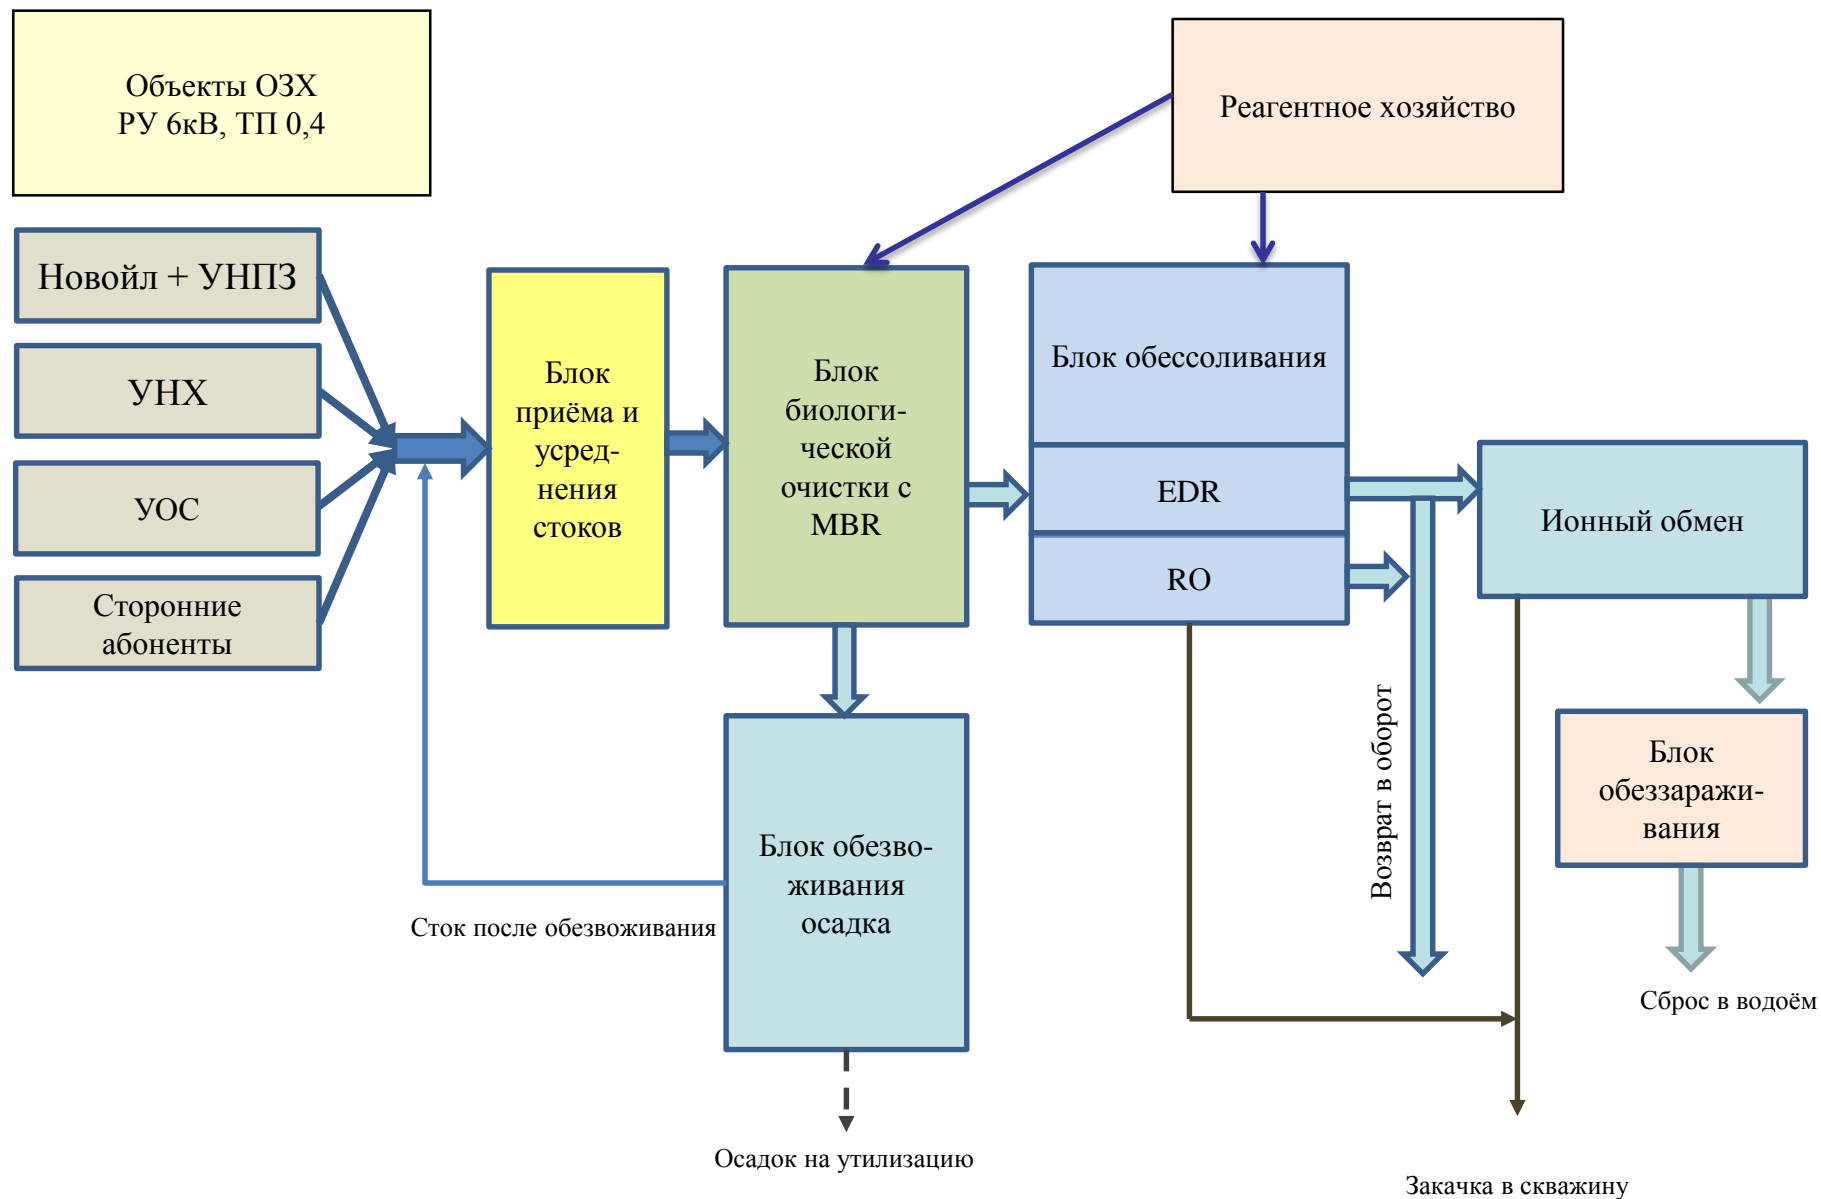 Объекты ОЗХ
РУ 6кВ, ТП 0,4
Реагентное хозяйство
Новойл + УНПЗ
УНХ
УОС
Сторонние
абоненты
Блок
приёма и
усред-
нения
стоков
Блок
биологи-
ческой
очистки с
MBR
Блок обессоливания
EDR
RO
Ионный обмен
Возврат в оборот
Блок
обеззаражи-
вания
Блок обезво-
живания
осадка
Сток после обезвоживания
Сброс в водоём
Осадок на утилизацию
Закачка в скважину